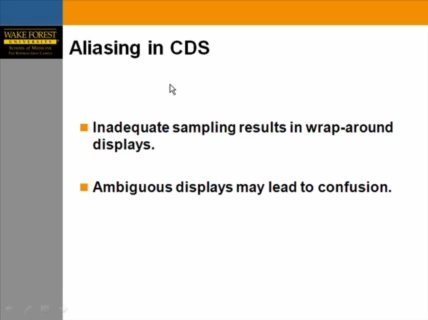 WAKE FOREST
UNIVERSITY
SCHOOL of MEDICINE
Aliasing in CDS
Inadequate sampling results in wrap-around
displays.
Ambiguous displays may lead to confusion.